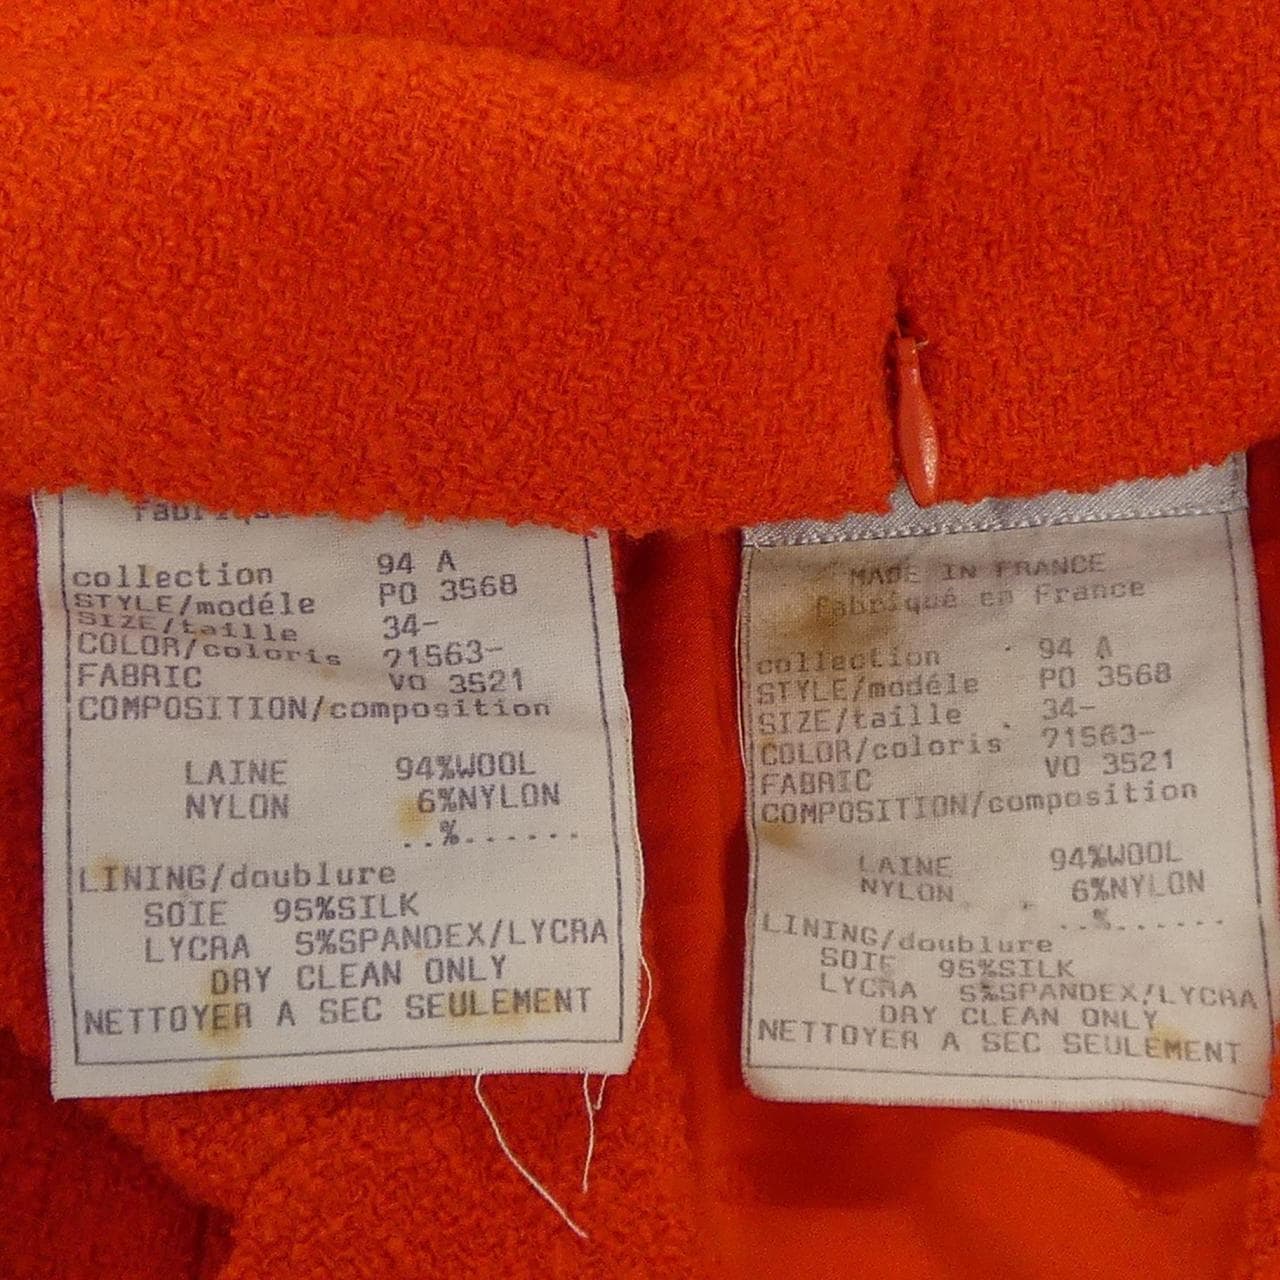 fabriqu
collection 94 A
STYLE/modéle PO 3568
SIZE/taille 34-
COLOR/coloris 71563-
FABRIC VO 3521
COMPOSITION/composition
LAINE 94%WOOL
NYLON 6%NYLON
..%......
LINING/doublure
SOIE 95%SILK
LYCRA 5%SPANDEX/LYCRA
DRY CLEAN ONLY
NETTOYER A SEC SEULEMENT
MADE IN FRANCE
fabriqué en France
collection 94 A
STYLE/modéle PO 3568
SIZE/taille 34-
COLOR/coloris 71563-
FABRIC VO 3521
COMPOSITION/composition
LAINE 94%WOOL
NYLON 6%NYLON
..%......
LINING/doublure
SOIE 95%SILK
LYCRA 5%SPANDEX/LYCRA
DRY CLEAN ONLY
NETTOYER A SEC SEULEMENT